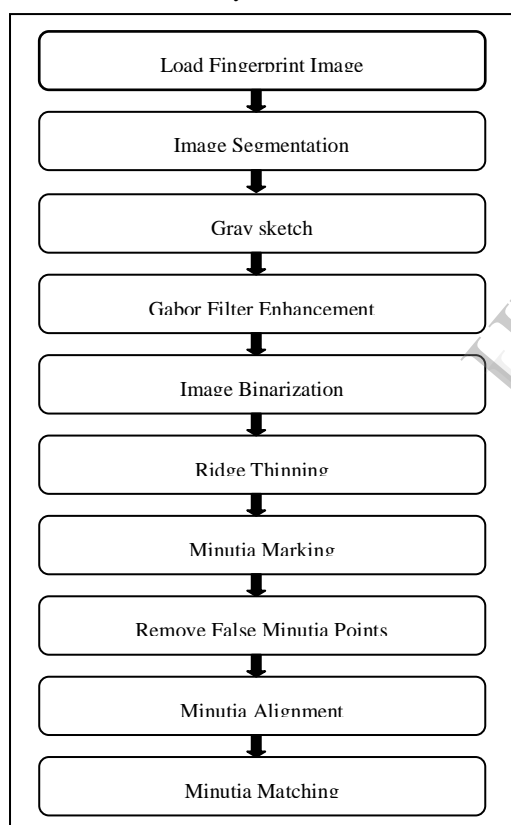 Load Fingerprint Image
Image Segmentation
Gray sketch
Gabor Filter Enhancement
Image Binarization
Ridge Thinning
Minutia Marking
Remove False Minutia Points
Minutia Alignment
Minutia Matching